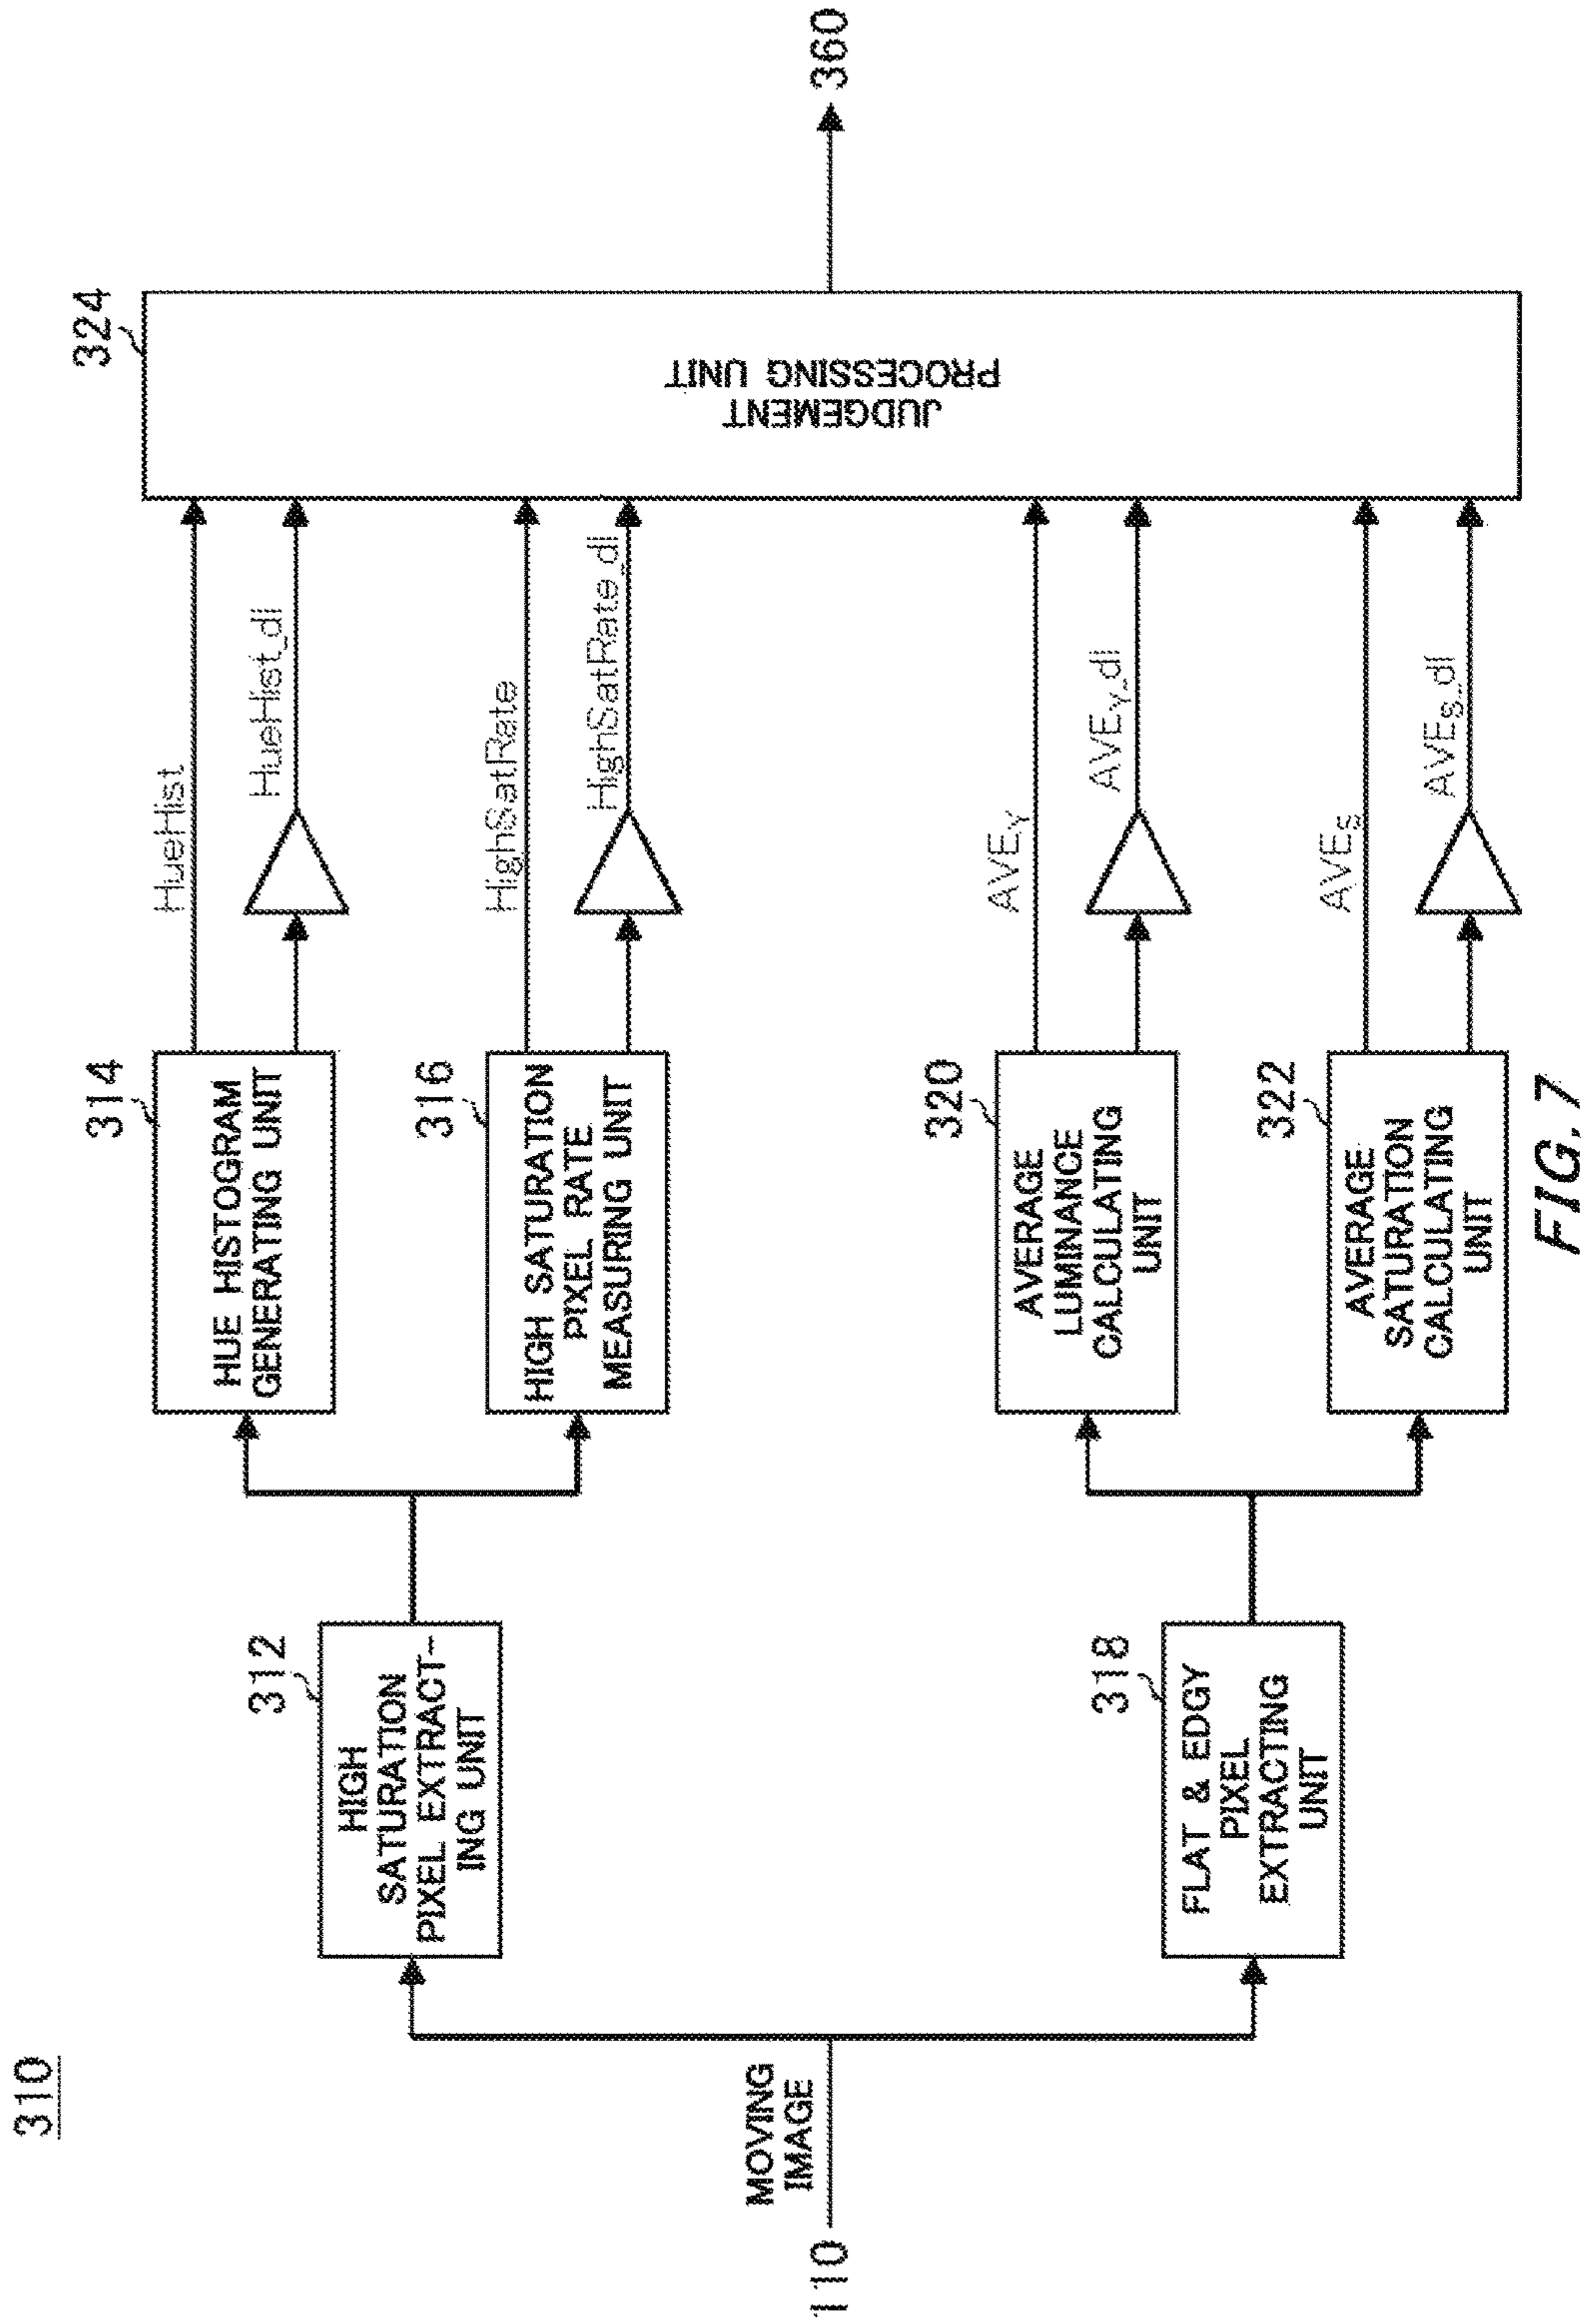 310
110
MOVING
IMAGE
312
HIGH
SATURATION
PIXEL EXTRACT-
ING UNIT
318
FLAT & EDGY
PIXEL
EXTRACTING
UNIT
314
HUE HISTOGRAM
GENERATING UNIT
316
HIGH SATURATION
PIXEL RATE
MEASURING UNIT
320
AVERAGE
LUMINANCE
CALCULATING
UNIT
322
AVERAGE
SATURATION
CALCULATING
UNIT
HueHist
HueHist_dl
HighSatRate
HighSatRate_dl
AVEY
AVEY_dl
AVES
AVES_dl
324
JUDGEMENT
PROCESSING UNIT
360
FIG. 7